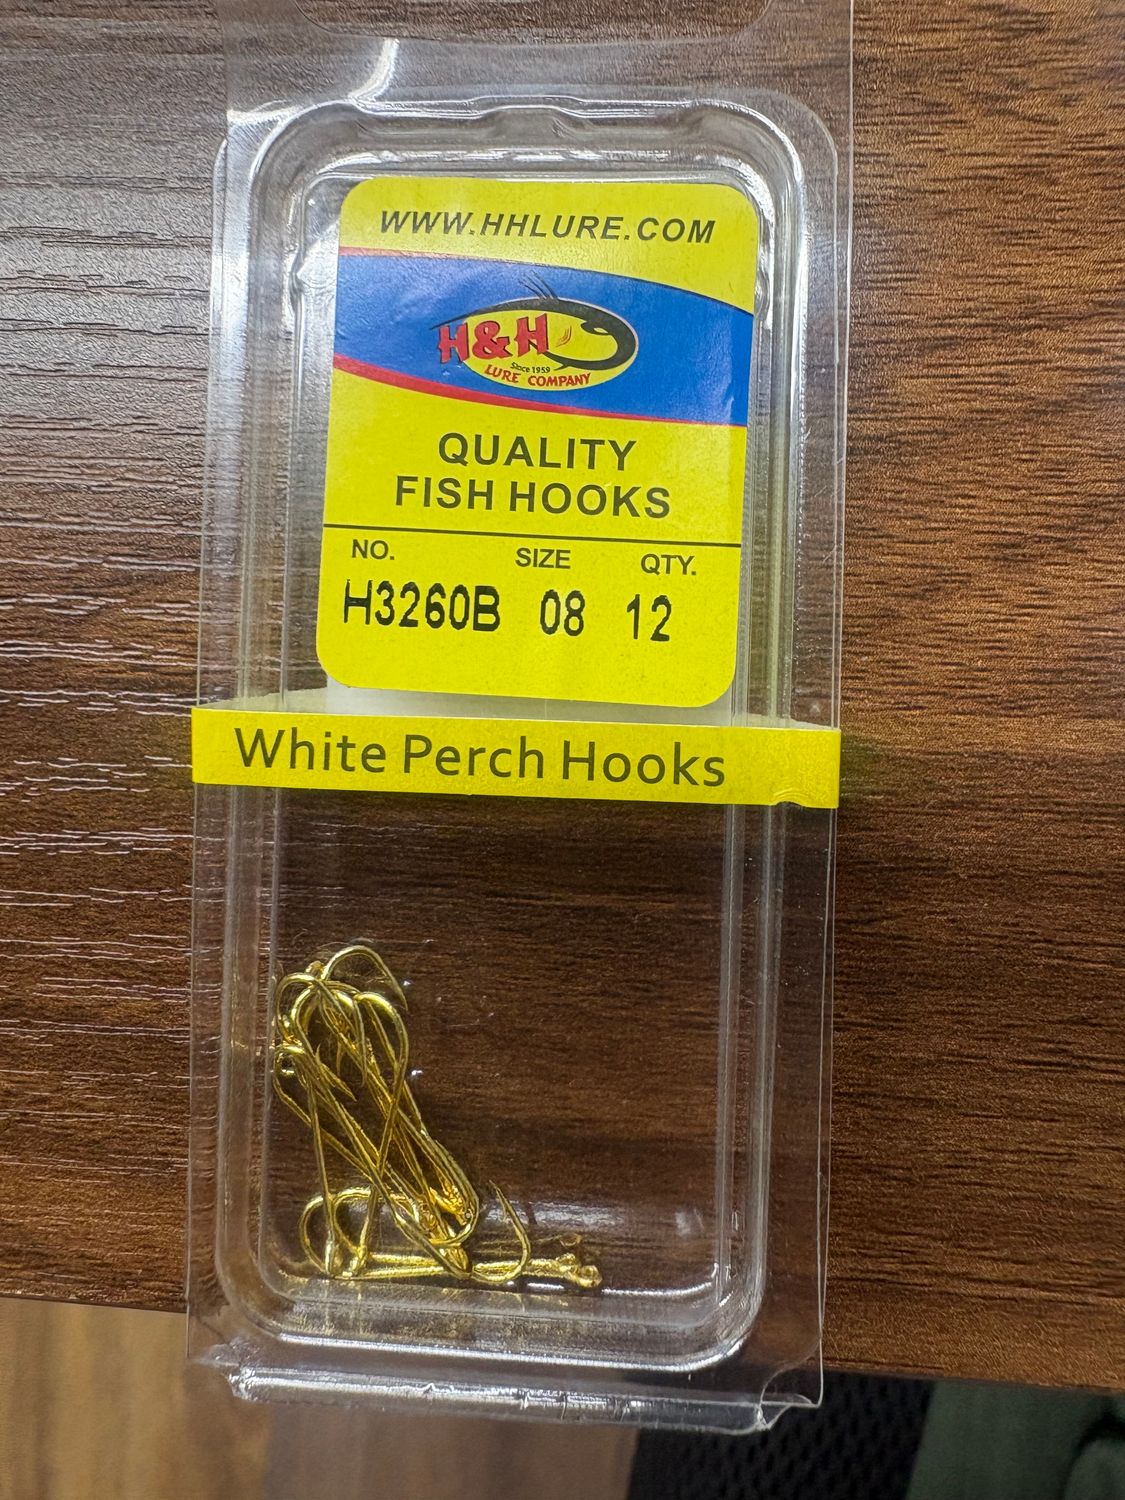 WWW.HHLURE.COM
H&H
Since 1959
LURE COMPANY
QUALITY
FISH HOOKS
NO. SIZE QTY.
H3260B 08 12
White Perch Hooks